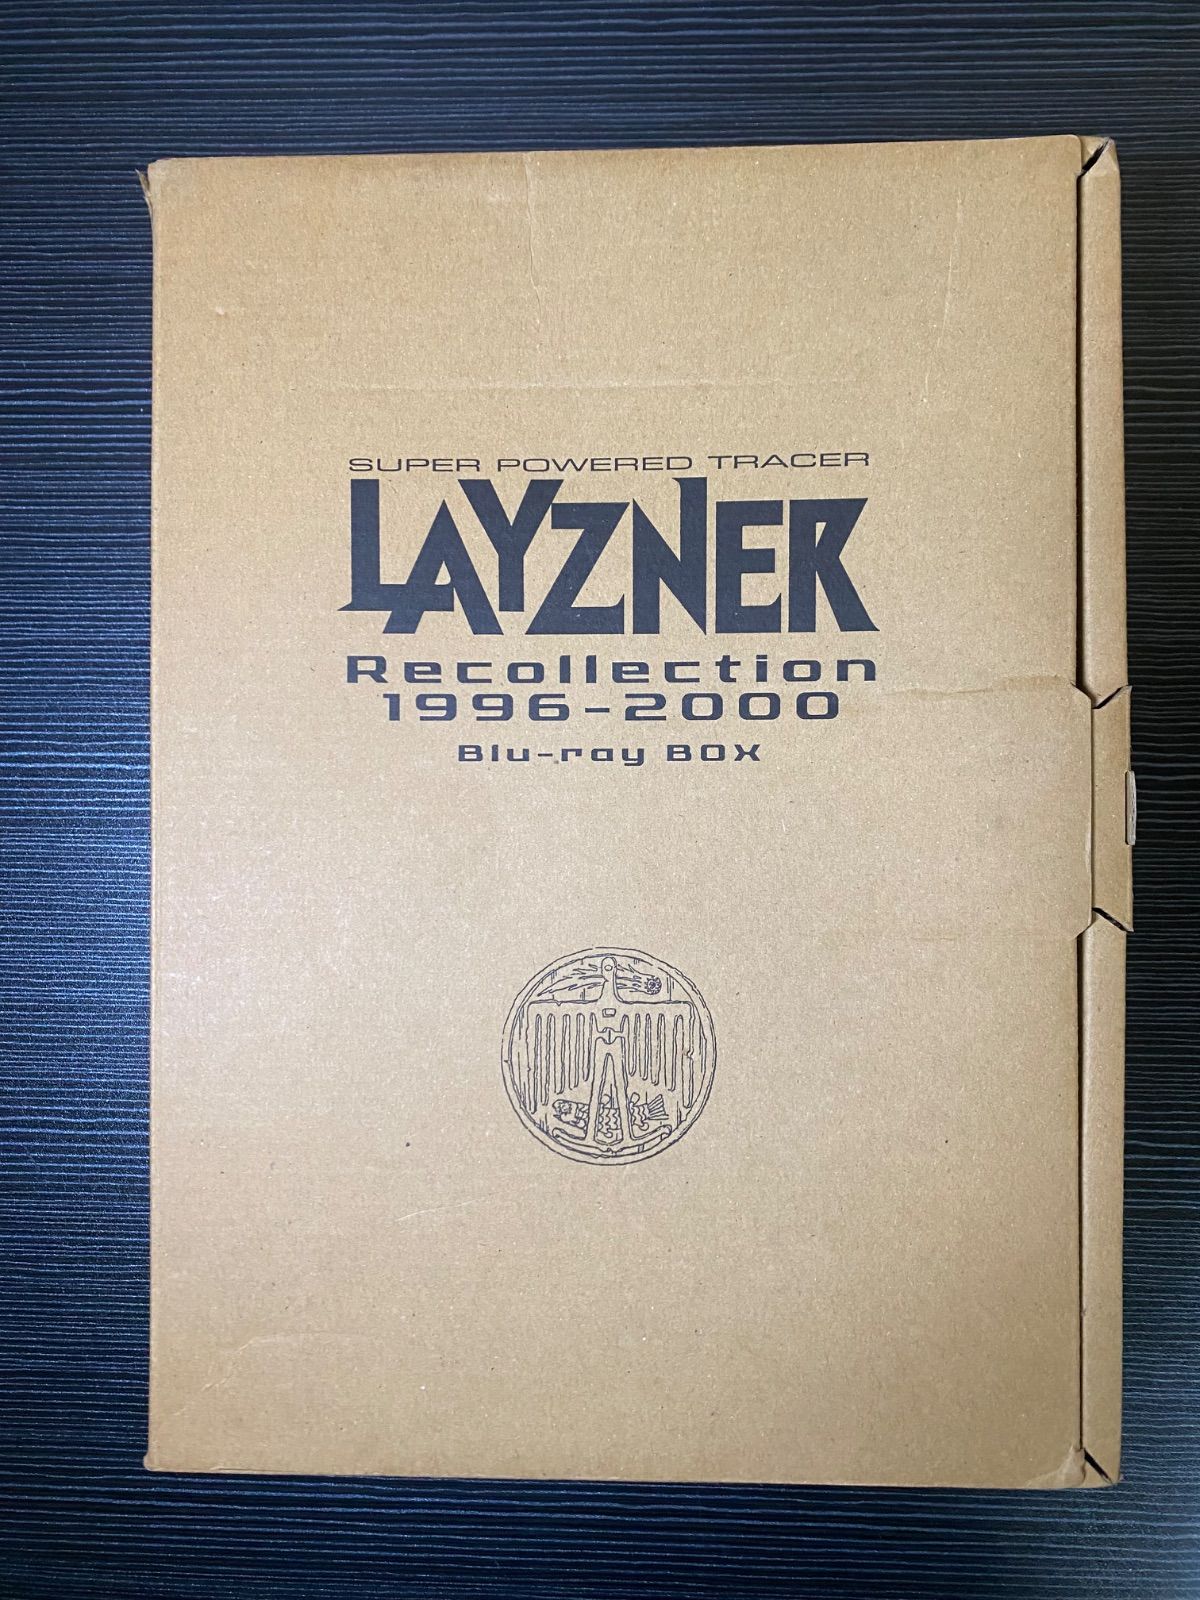 SUPER POWERED TRACER
LAYZNER
Recollection
1996-2000
Blu-ray BOX